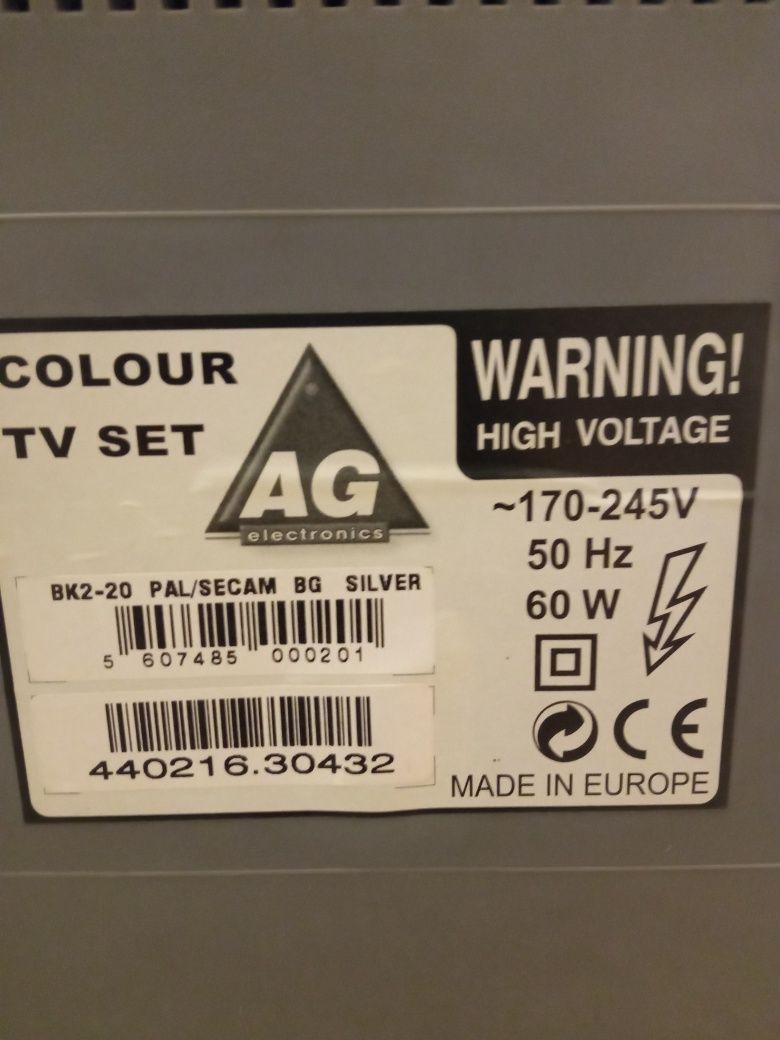 COLOUR
TV SET
AG
electronics
WARNING!
HIGH VOLTAGE
~170-245V
50 Hz
60 W
BK2-20 PAL/SECAM BG SILVER
5 607485 000201
440216.30432
CE
MADE IN EUROPE